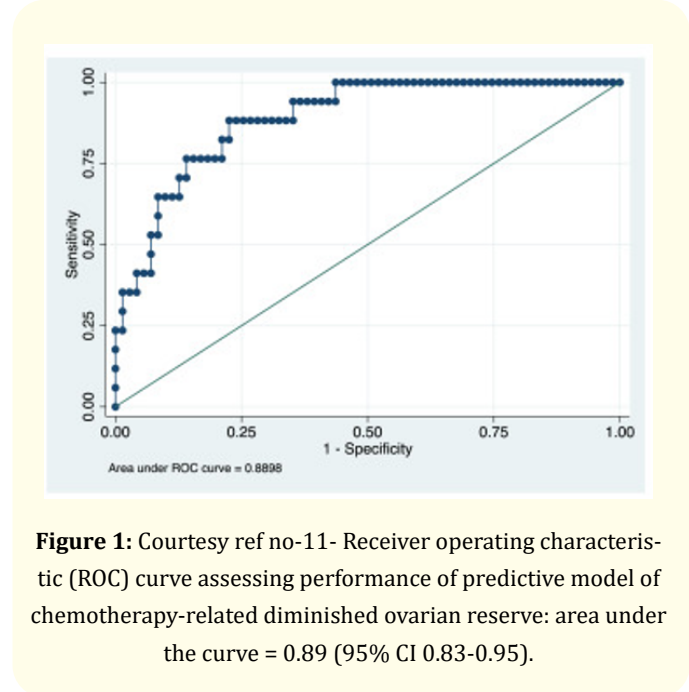 1.00
0.75
0.50
0.25
0.00
Sensitivity
0.00 0.25 0.50 0.75 1.00
1 - Specificity
Area under ROC curve = 0.8898
Figure 1: Courtesy ref no-11- Receiver operating characteris-
tic (ROC) curve assessing performance of predictive model of
chemotherapy-related diminished ovarian reserve: area under
the curve = 0.89 (95% CI 0.83-0.95).